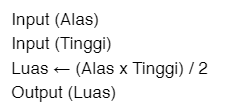 Input (Alas)
Input (Tinggi)
Luas ← (Alas x Tinggi) / 2
Output (Luas)